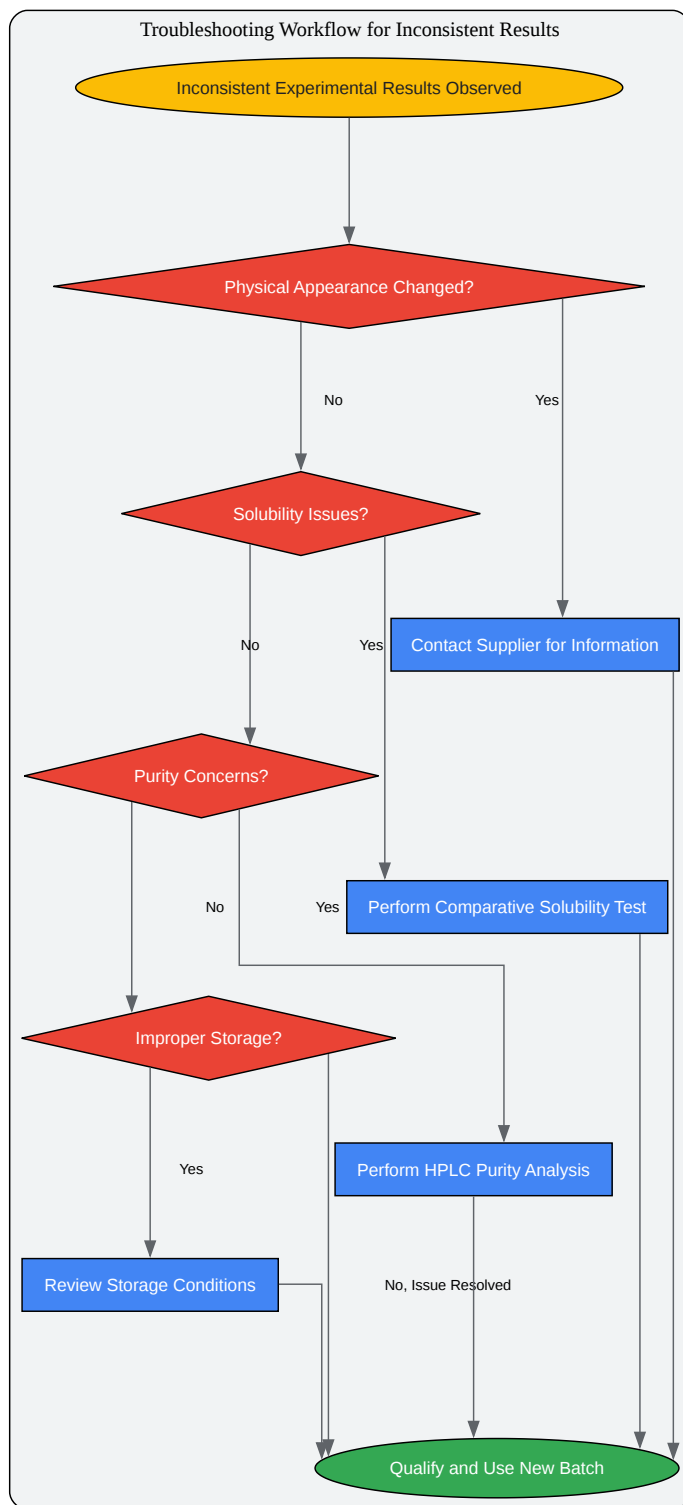 Troubleshooting Workflow for Inconsistent Results
Inconsistent Experimental Results Observed
Physical Appearance Changed?
No
Yes
Solubility Issues?
No
Yes
Contact Supplier for Information
Purity Concerns?
No
Yes
Perform Comparative Solubility Test
Improper Storage?
Yes
Perform HPLC Purity Analysis
Review Storage Conditions
No, Issue Resolved
Qualify and Use New Batch